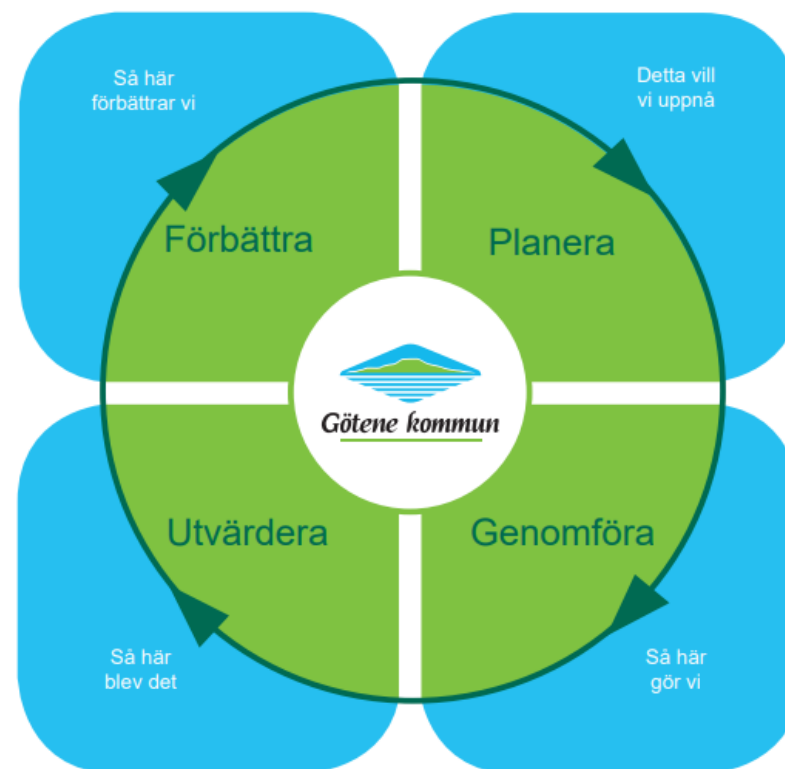 Så här
förbättrar vi
Detta vill
vi uppnå
Förbättra
Planera
Götene kommun
Utvärdera
Genomföra
Så här
blev det
Så här
gör vi